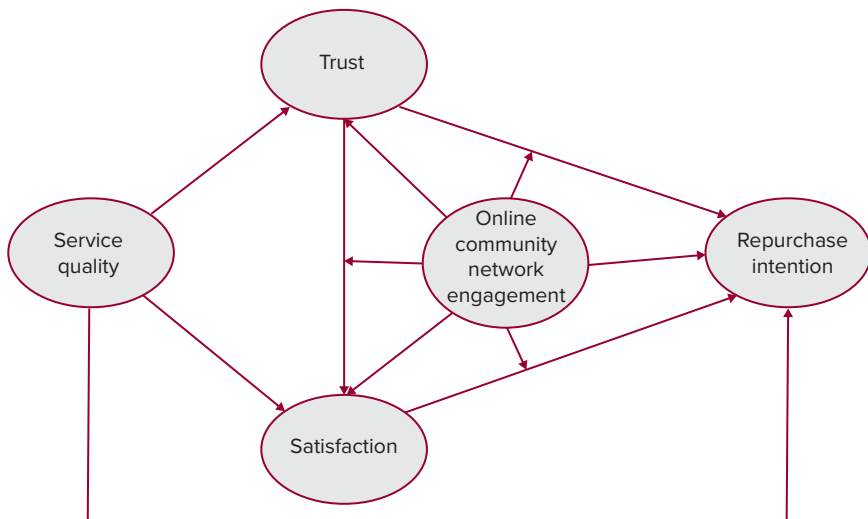 Trust
Service
quality
Online
community
network
engagement
Repurchase
intention
Satisfaction